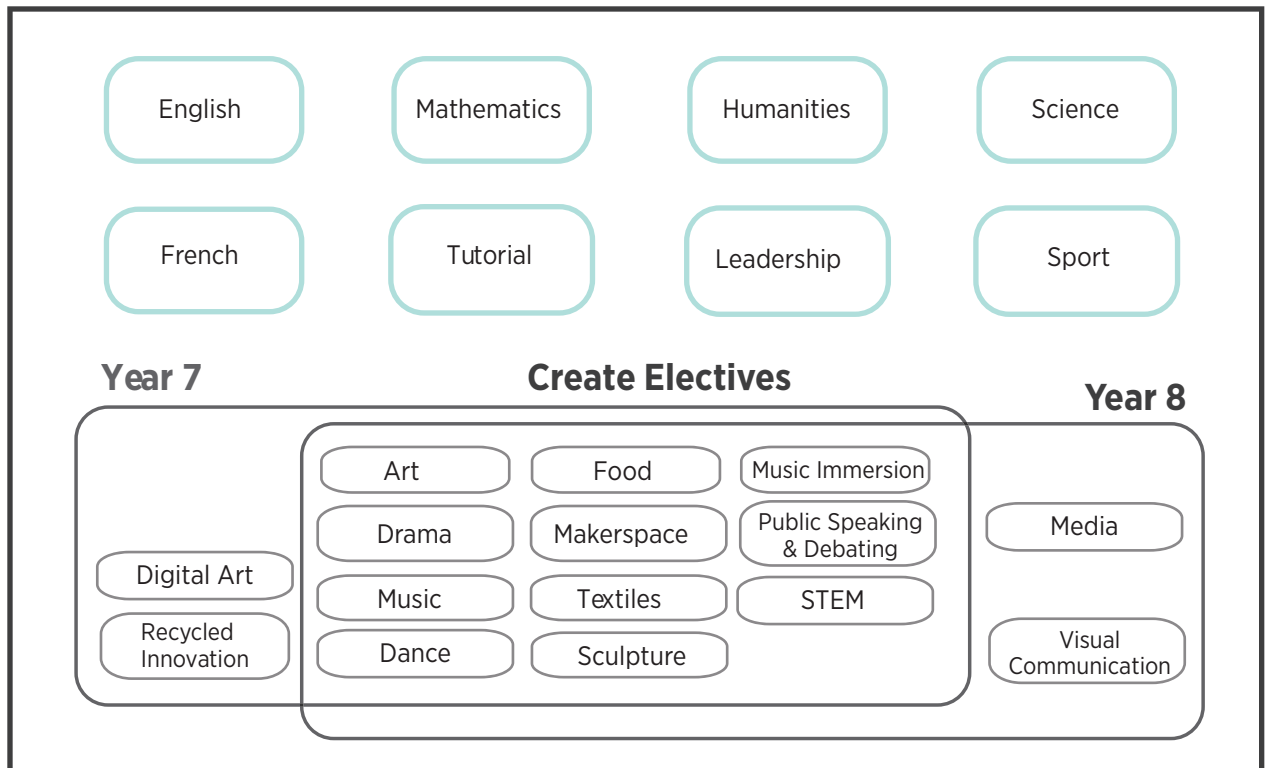 English
Mathematics
Humanities
Science
French
Tutorial
Leadership
Sport
Year 7
Create Electives
Year 8
Art
Food
Music Immersion
Drama
Makerspace
Public Speaking
& Debating
Media
Digital Art
Music
Textiles
STEM
Recycled
Innovation
Dance
Sculpture
Visual
Communication